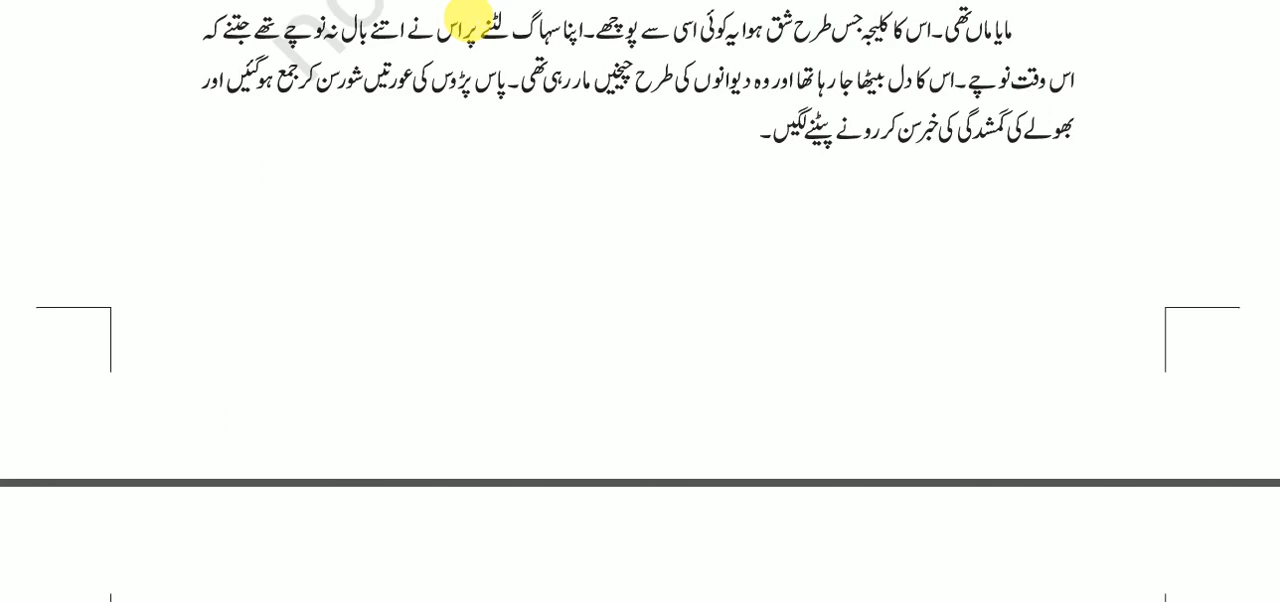 مایا ماں تھی۔ اس کا کلیجہ جس طرح شق ہوا یہ کوئی اسی سے پوچھے۔ اپنا سہاگ لٹنے پر اس نے اتنے بال نہ نوچے تھے جتنے کہ
اس وقت نوچے۔ اس کا دل بیٹھا جا رہا تھا اور وہ دیوانوں کی طرح چیخیں مار رہی تھی۔ پاس پڑوس کی عورتیں شور سن کر جمع ہوگئیں اور
بھولے کی گمشدگی کی خبر سن کر رونے پیٹنے لگیں۔